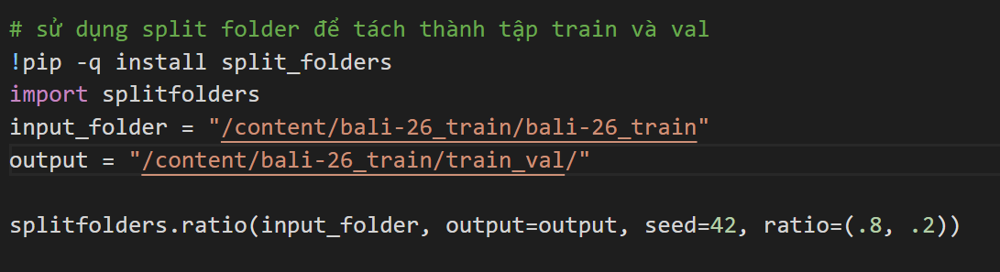 # sử dụng split folder để tách thành tập train và val
!pip -q install split_folders
import splitfolders
input_folder = "/content/bali-26_train/bali-26_train"
output = "/content/bali-26_train/train_val/"
splitfolders.ratio(input_folder, output=output, seed=42, ratio=(.8, .2))